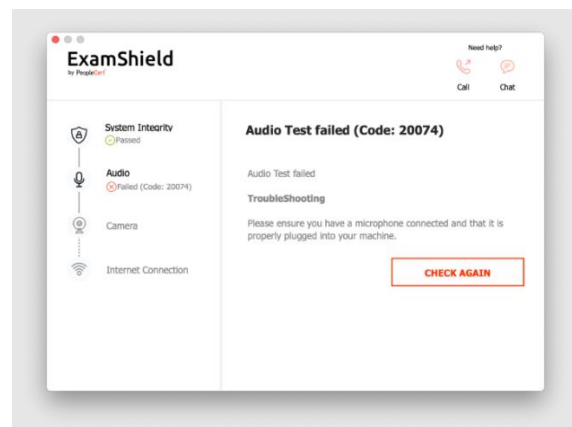 ExamShield
by PeopleCert
Need help?
Call
Chat
System Integrity
Passed
Audio
Failed (Code: 20074)
Camera
Internet Connection
Audio Test failed (Code: 20074)
Audio Test failed
TroubleShooting
Please ensure you have a microphone connected and that it is
properly plugged into your machine.
CHECK AGAIN